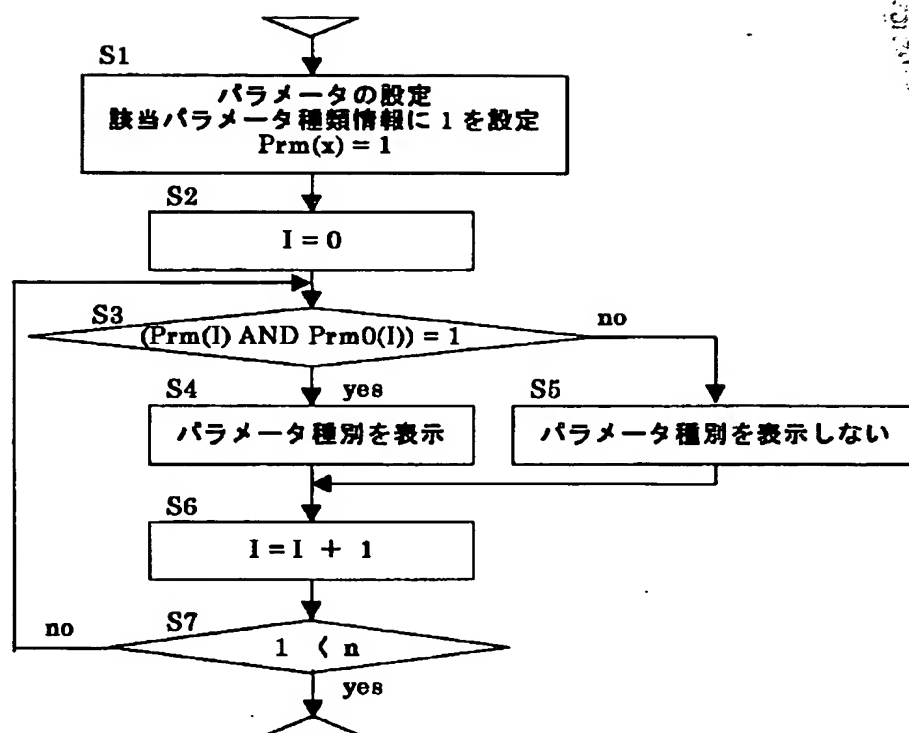 S1
パラメータの設定
該当パラメータ種類情報に 1 を設定
Prm(x) = 1
S2
I = 0
S3
(Prm(I) AND Prm0(I)) = 1
no
yes
S4
パラメータ種別を表示
S5
パラメータ種別を表示しない
S6
I = I + 1
S7
1 < n
no
yes